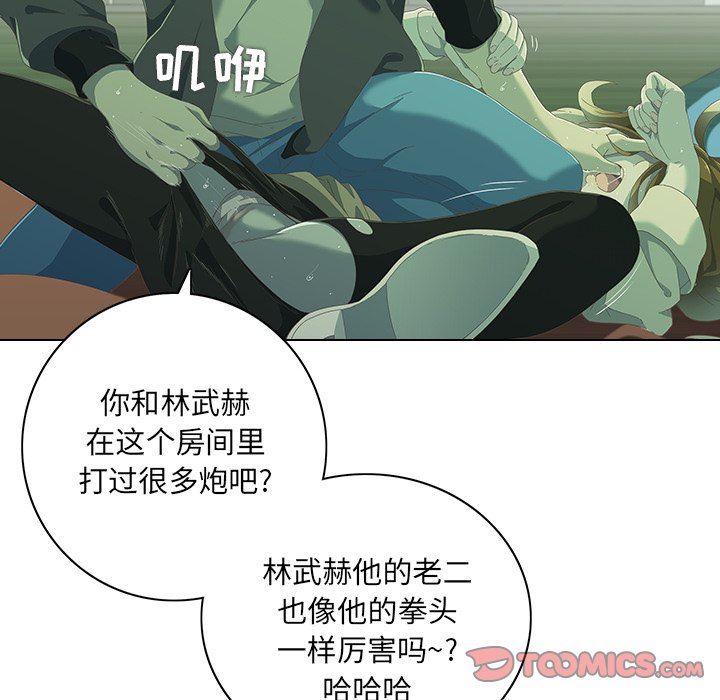 叽咿
你和林武赫
在这个房间里
打过很多炮吧?
林武赫他的老二
也像他的拳头
一样厉害吗~?
哈哈哈
TOOMICS.COM